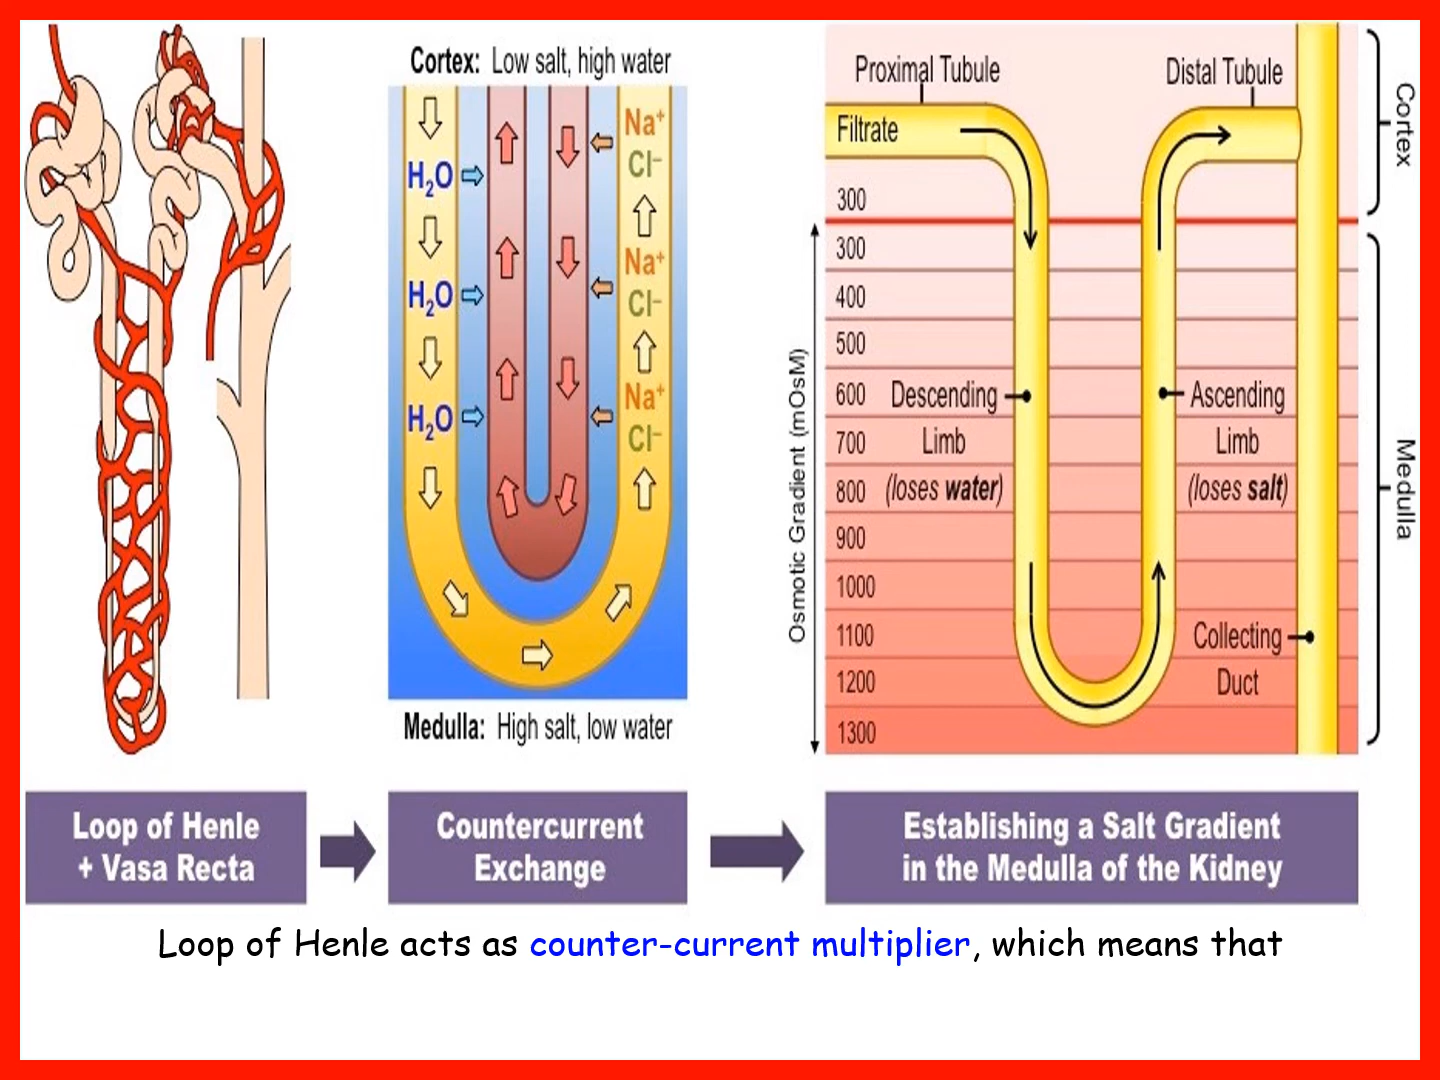 Cortex: Low salt, high water
H₂O
H₂O
H₂O
Na⁺
Cl⁻
Na⁺
Cl⁻
Na⁺
Cl⁻
Medulla: High salt, low water
Proximal Tubule
Distal Tubule
Filtrate
300
300
400
500
600
700
800
900
1000
1100
1200
1300
Osmotic Gradient (mOsM)
Descending
Limb
(loses water)
Ascending
Limb
(loses salt)
Collecting
Duct
Cortex
Medulla
Loop of Henle
+ Vasa Recta
Countercurrent
Exchange
Establishing a Salt Gradient
in the Medulla of the Kidney
Loop of Henle acts as counter-current multiplier, which means that